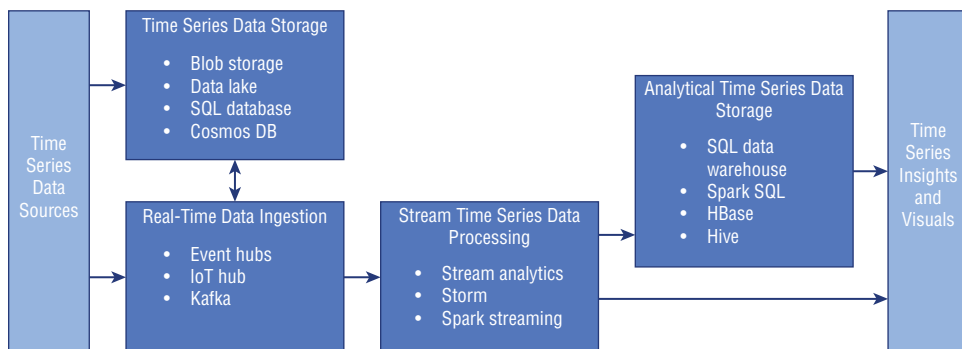 Time
Series
Data
Sources
Time Series Data Storage
• Blob storage
• Data lake
• SQL database
• Cosmos DB
Real-Time Data Ingestion
• Event hubs
• IoT hub
• Kafka
Stream Time Series Data
Processing
• Stream analytics
• Storm
• Spark streaming
Analytical Time Series Data
Storage
• SQL data
warehouse
• Spark SQL
• HBase
• Hive
Time
Series
Insights
and
Visuals